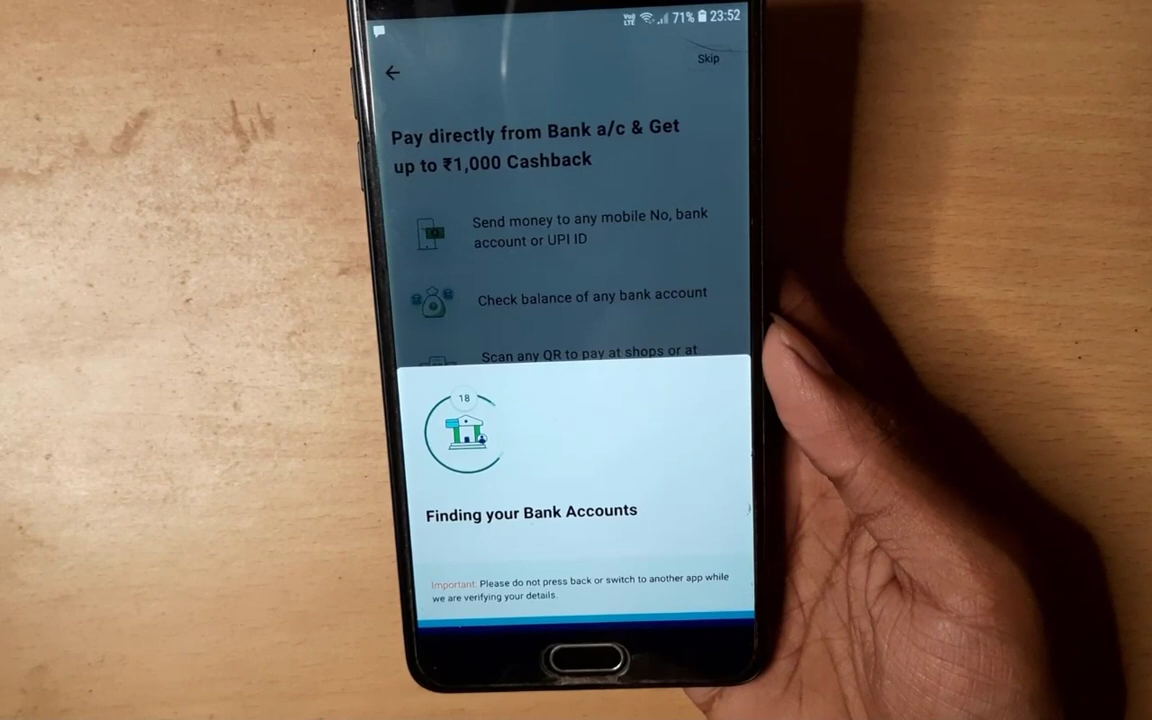 VoLTE 71% 23:52
Skip
Pay directly from Bank a/c & Get
up to ₹1,000 Cashback
Send money to any mobile No, bank
account or UPI ID
Check balance of any bank account
Scan any QR to pay at shops or at
18
Finding your Bank Accounts
Important: Please do not press back or switch to another app while
we are verifying your details.